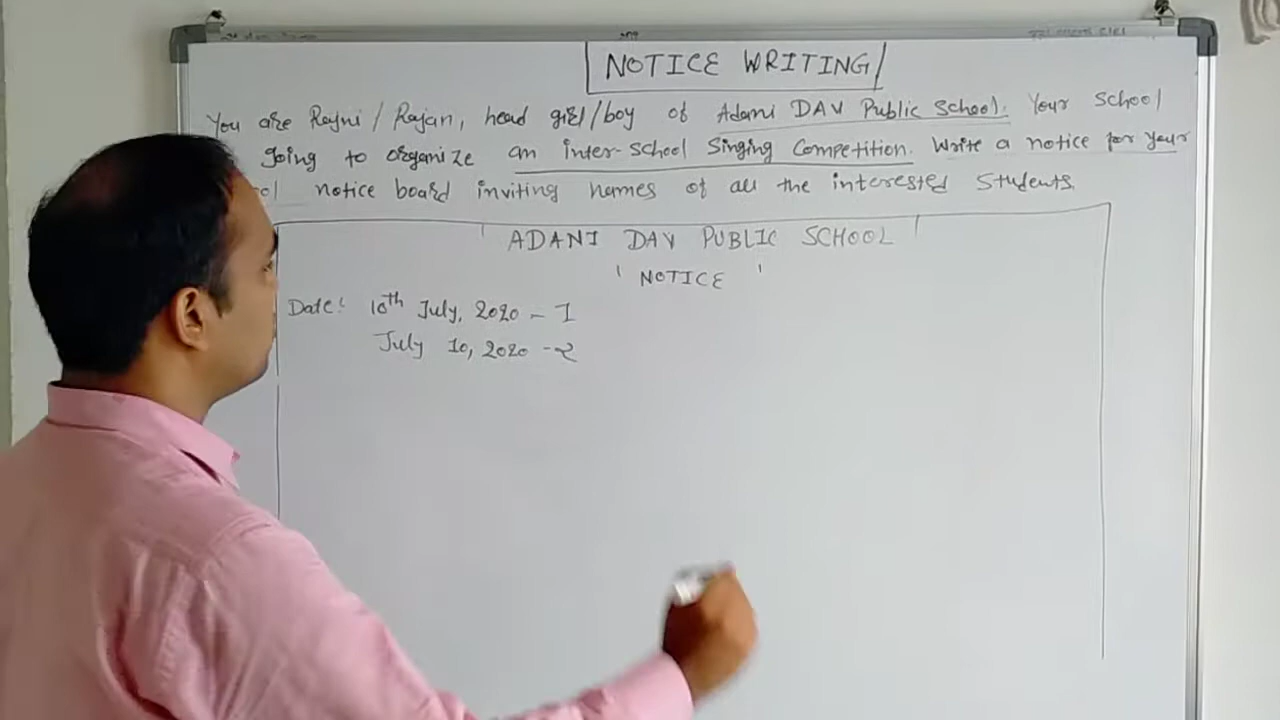 NOTICE WRITING
You are Rajni / Rajan, head girl/boy of Adani DAV Public School. Your school
going to organize an inter-school Singing Competition. Write a notice for your
ol notice board inviting names of all the interested students.
ADANI DAV PUBLIC SCHOOL
' NOTICE '
Date: 10th July, 2020 - 1
July 10, 2020 - 2